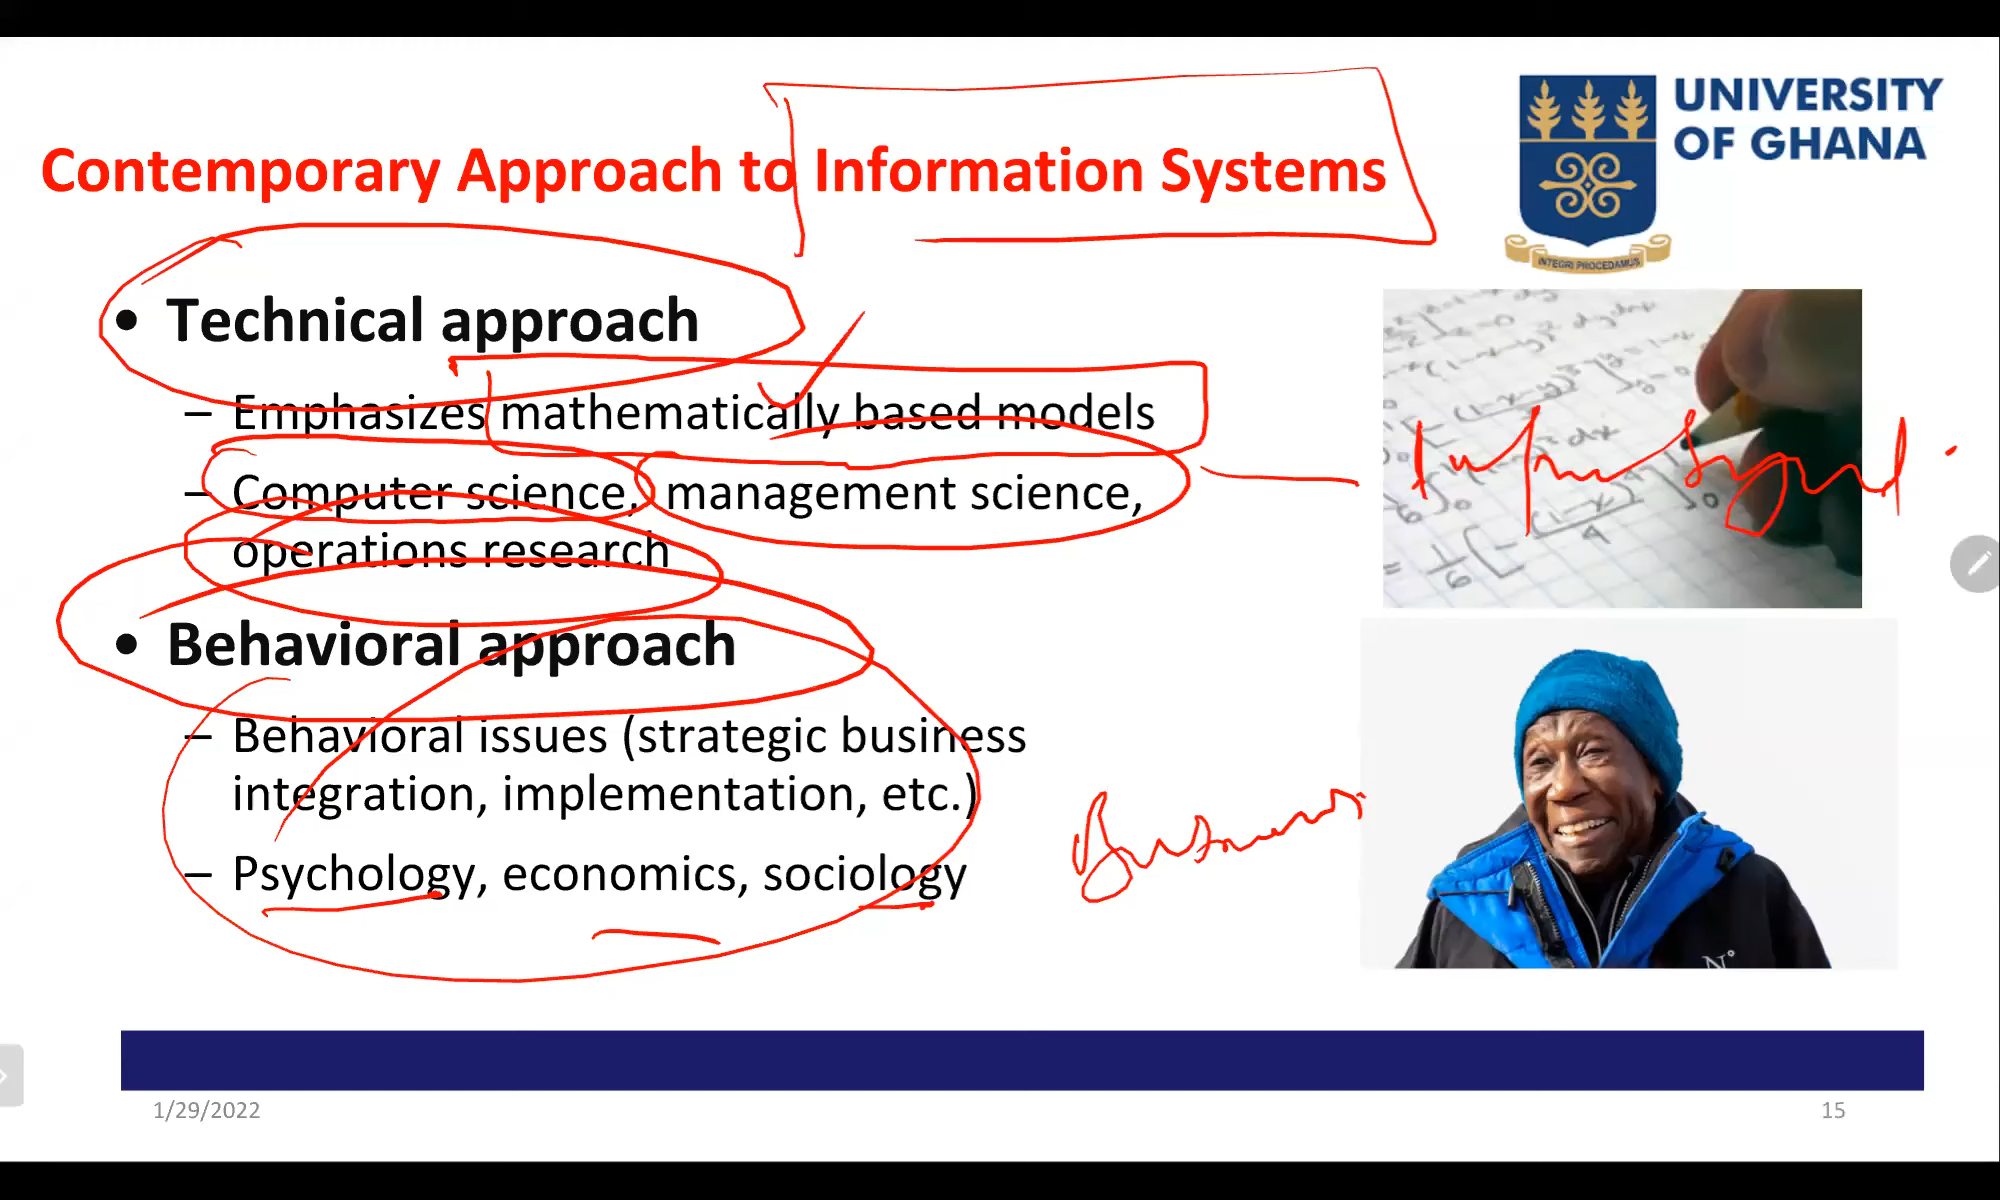 UNIVERSITY
OF GHANA
INTEGRI PROCEDAMUS
Contemporary Approach to Information Systems
• Technical approach
– Emphasizes mathematically based models
– Computer science, management science,
operations research
• Behavioral approach
– Behavioral issues (strategic business
integration, implementation, etc.)
– Psychology, economics, sociology
N°
1/29/2022
15